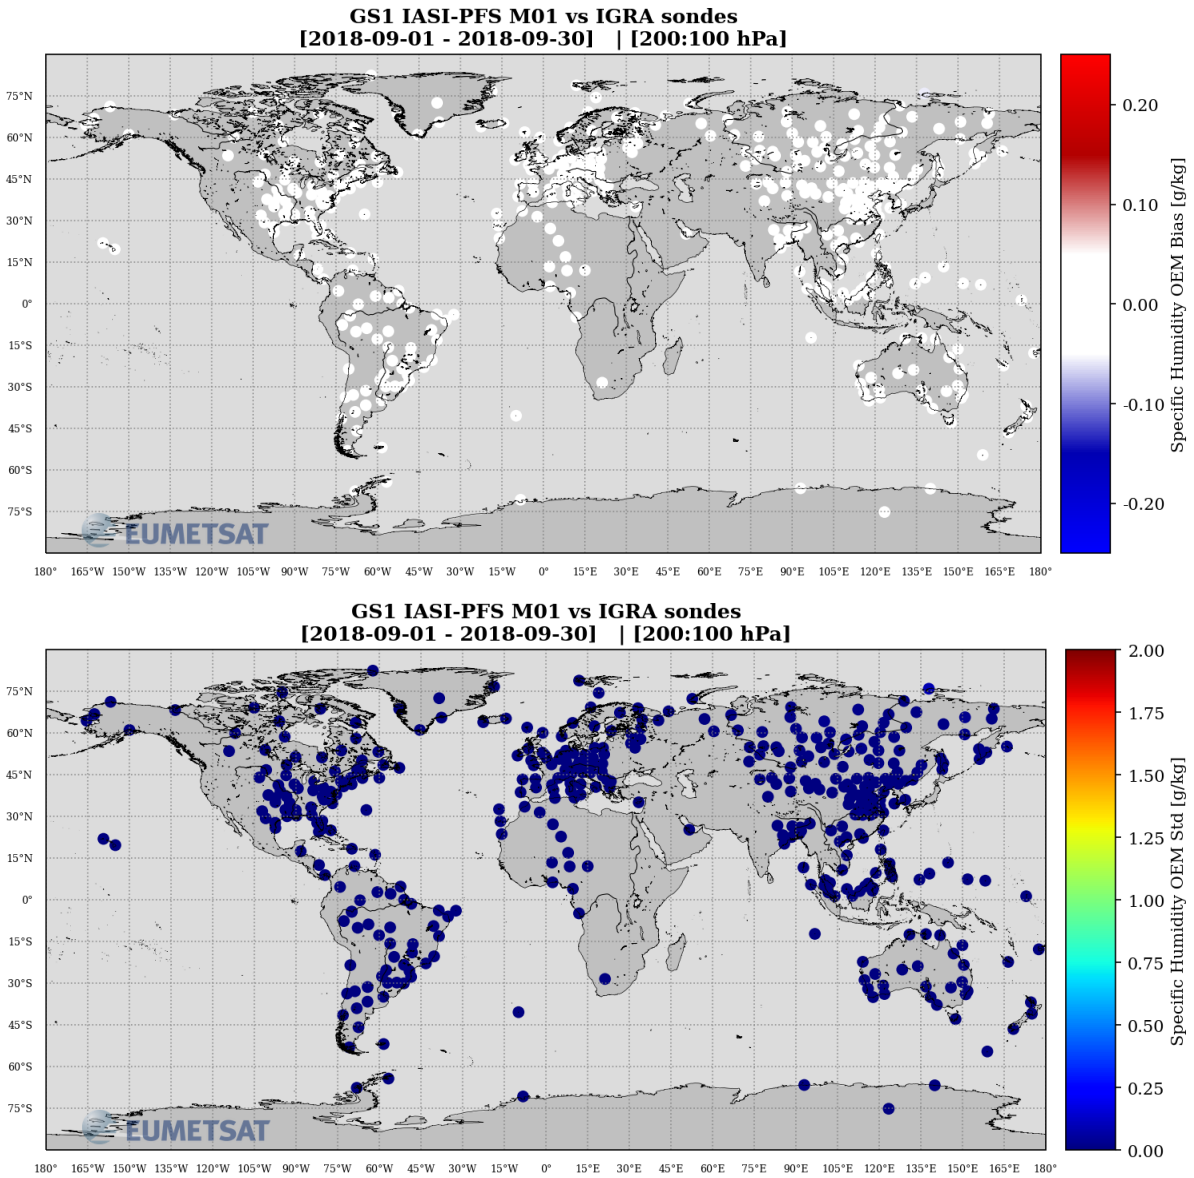 GS1 IASI-PFS M01 vs IGRA sondes
[2018-09-01 - 2018-09-30]   | [200:100 hPa]
75°N
60°N
45°N
30°N
15°N
0°
15°S
30°S
45°S
60°S
75°S
EUMETSAT
180° 165°W 150°W 135°W 120°W 105°W 90°W 75°W 60°W 45°W 30°W 15°W 0° 15°E 30°E 45°E 60°E 75°E 90°E 105°E 120°E 135°E 150°E 165°E 180°
0.20
0.10
0.00
-0.10
-0.20
Specific Humidity OEM Bias [g/kg]
GS1 IASI-PFS M01 vs IGRA sondes
[2018-09-01 - 2018-09-30]   | [200:100 hPa]
75°N
60°N
45°N
30°N
15°N
0°
15°S
30°S
45°S
60°S
75°S
EUMETSAT
180° 165°W 150°W 135°W 120°W 105°W 90°W 75°W 60°W 45°W 30°W 15°W 0° 15°E 30°E 45°E 60°E 75°E 90°E 105°E 120°E 135°E 150°E 165°E 180°
2.00
1.75
1.50
1.25
1.00
0.75
0.50
0.25
0.00
Specific Humidity OEM Std [g/kg]